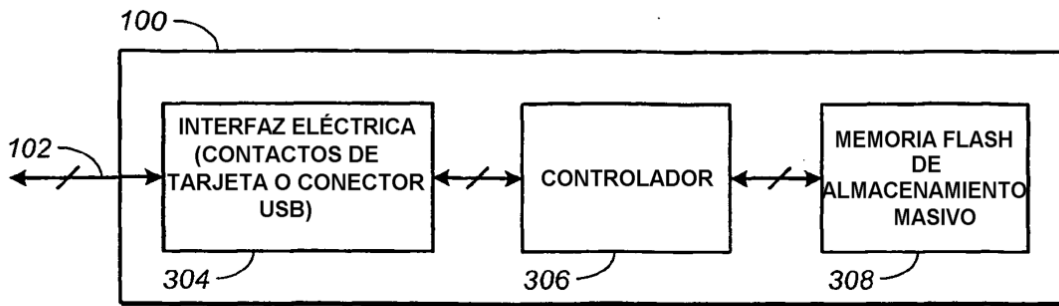 100
102
INTERFAZ ELÉCTRICA
(CONTACTOS DE
TARJETA O CONECTOR
USB)
304
CONTROLADOR
306
MEMORIA FLASH
DE
ALMACENAMIENTO
MASIVO
308